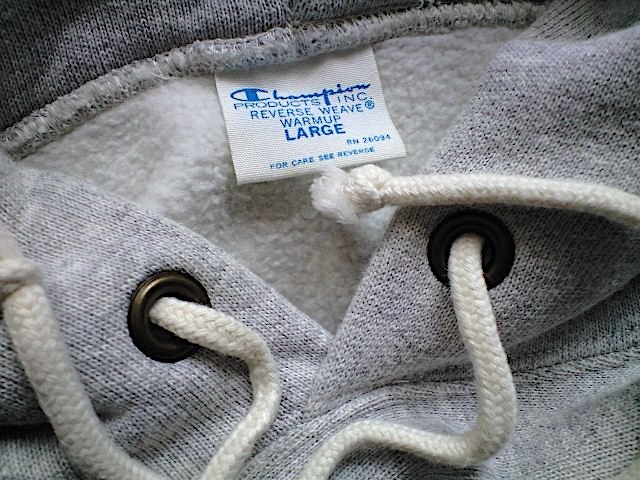 Champion
PRODUCTS INC.®
REVERSE WEAVE
WARMUP
LARGE
RN 26094
FOR CARE SEE REVERSE